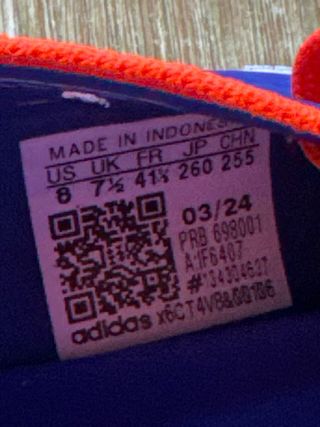 MADE IN INDONES
US UK FR JP CHN
8 7½ 41⅓ 260 255
03/24
PRB 698001
A:IF6407
adidas